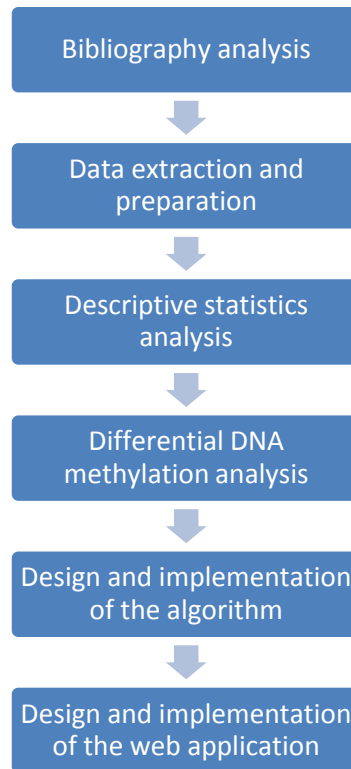 Bibliography analysis
Data extraction and
preparation
Descriptive statistics
analysis
Differential DNA
methylation analysis
Design and implementation
of the algorithm
Design and implementation
of the web application